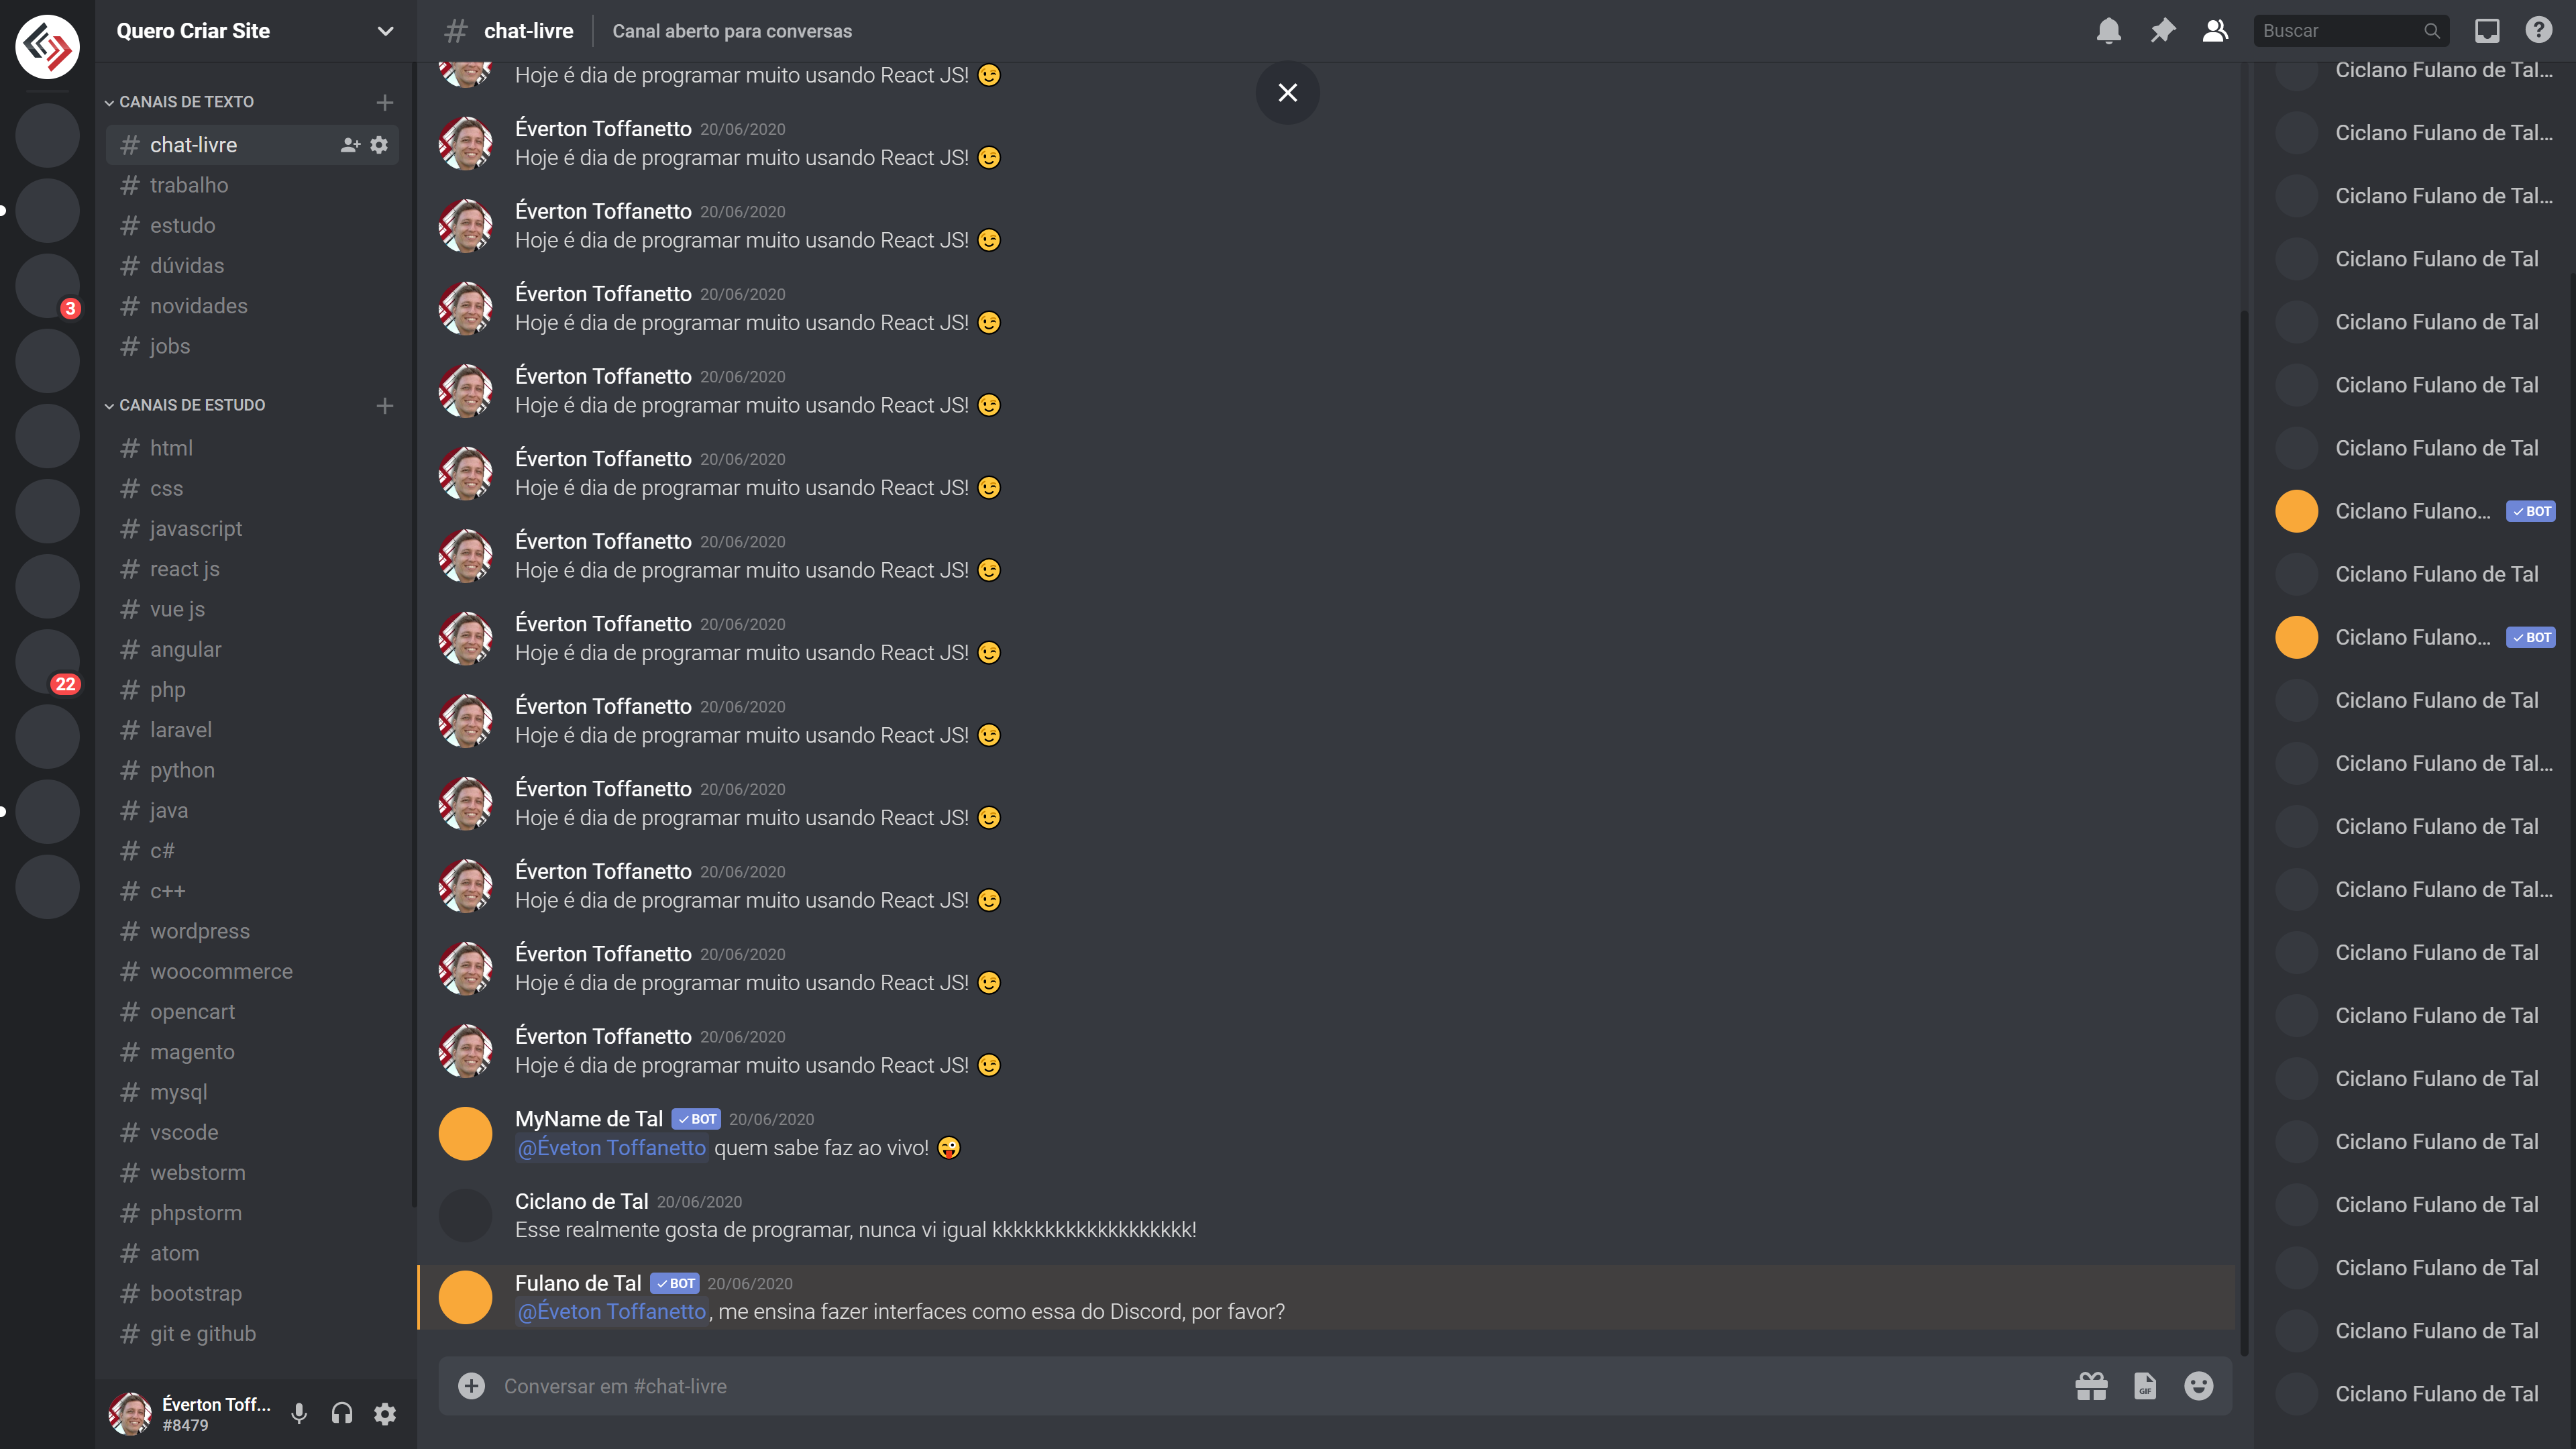 Quero Criar Site
CANAIS DE TEXTO
chat-livre
trabalho
estudo
dúvidas
novidades
jobs
CANAIS DE ESTUDO
html
css
javascript
react js
vue js
angular
php
laravel
python
java
c#
c++
wordpress
woocommerce
opencart
magento
mysql
vscode
webstorm
phpstorm
atom
bootstrap
git e github
3
22
Éverton Toff...
#8479
# chat-livre Canal aberto para conversas
Buscar
Hoje é dia de programar muito usando React JS! 😉
Éverton Toffanetto 20/06/2020
Hoje é dia de programar muito usando React JS! 😉
Éverton Toffanetto 20/06/2020
Hoje é dia de programar muito usando React JS! 😉
Éverton Toffanetto 20/06/2020
Hoje é dia de programar muito usando React JS! 😉
Éverton Toffanetto 20/06/2020
Hoje é dia de programar muito usando React JS! 😉
Éverton Toffanetto 20/06/2020
Hoje é dia de programar muito usando React JS! 😉
Éverton Toffanetto 20/06/2020
Hoje é dia de programar muito usando React JS! 😉
Éverton Toffanetto 20/06/2020
Hoje é dia de programar muito usando React JS! 😉
Éverton Toffanetto 20/06/2020
Hoje é dia de programar muito usando React JS! 😉
Éverton Toffanetto 20/06/2020
Hoje é dia de programar muito usando React JS! 😉
Éverton Toffanetto 20/06/2020
Hoje é dia de programar muito usando React JS! 😉
Éverton Toffanetto 20/06/2020
Hoje é dia de programar muito usando React JS! 😉
Éverton Toffanetto 20/06/2020
Hoje é dia de programar muito usando React JS! 😉
MyName de Tal BOT 20/06/2020
@Éveton Toffanetto quem sabe faz ao vivo! 😜
Ciclano de Tal 20/06/2020
Esse realmente gosta de programar, nunca vi igual kkkkkkkkkkkkkkkkkkk!
Fulano de Tal BOT 20/06/2020
@Éveton Toffanetto, me ensina fazer interfaces como essa do Discord, por favor?
Conversar em #chat-livre
GIF
Ciclano Fulano de Tal...
Ciclano Fulano de Tal...
Ciclano Fulano de Tal...
Ciclano Fulano de Tal
Ciclano Fulano de Tal
Ciclano Fulano de Tal
Ciclano Fulano de Tal
Ciclano Fulano... BOT
Ciclano Fulano de Tal
Ciclano Fulano... BOT
Ciclano Fulano de Tal
Ciclano Fulano de Tal...
Ciclano Fulano de Tal
Ciclano Fulano de Tal...
Ciclano Fulano de Tal
Ciclano Fulano de Tal
Ciclano Fulano de Tal
Ciclano Fulano de Tal
Ciclano Fulano de Tal
Ciclano Fulano de Tal
Ciclano Fulano de Tal
Ciclano Fulano de Tal